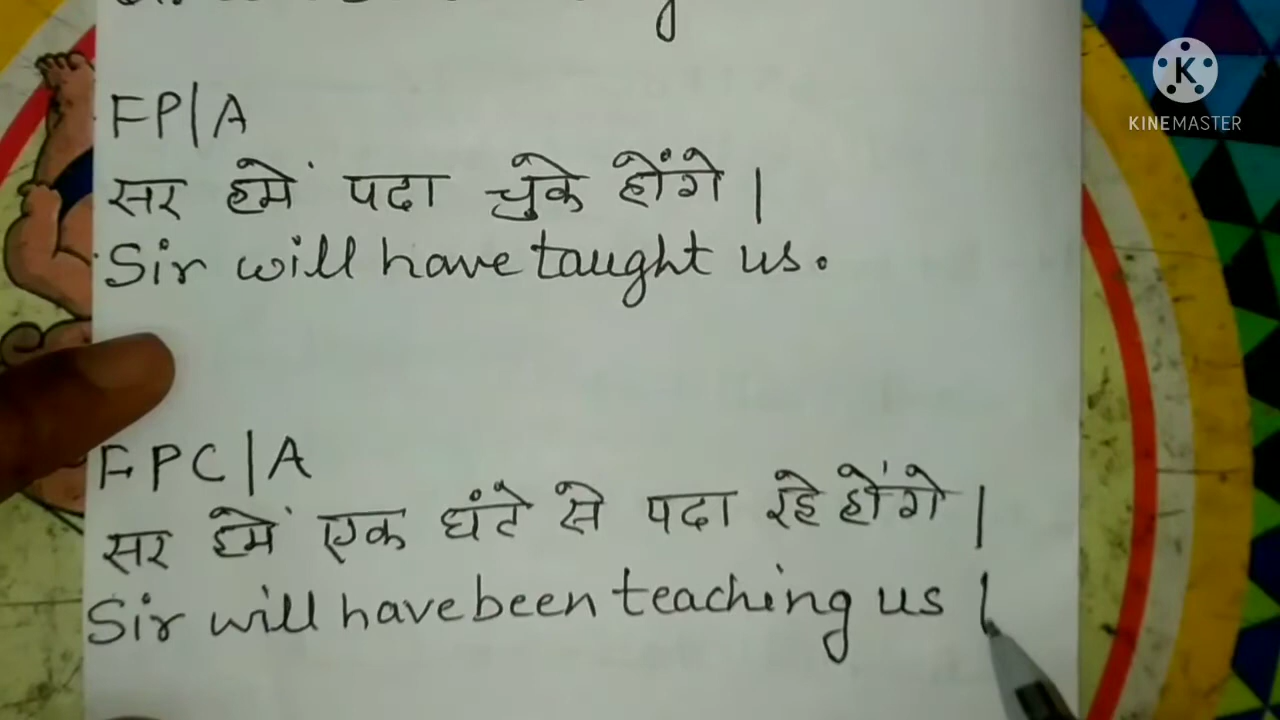 FP|A
सर हमें पढा चुके होंगे |
Sir will have taught us.
FPC|A
सर हमें एक घंटे से पढा रहे होंगे |
Sir will have been teaching us
K
KINEMASTER